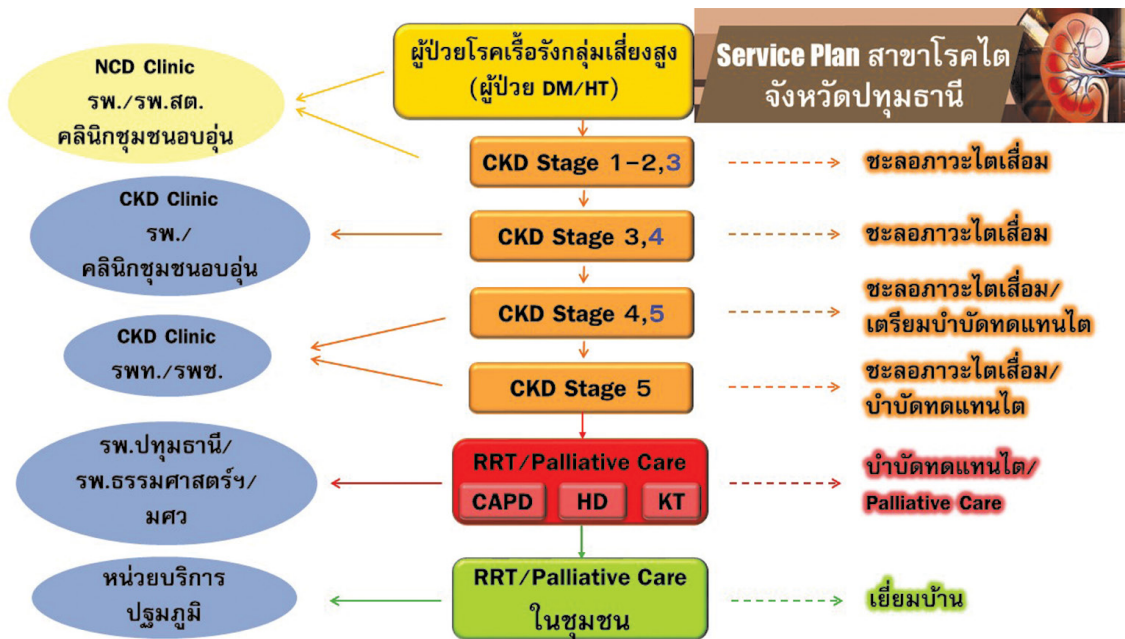 Service Plan สาขาโรคไต
จังหวัดปทุมธานี
ผู้ป่วยโรคเรื้อรังกลุ่มเสี่ยงสูง
(ผู้ป่วย DM/HT)
NCD Clinic
รพ./รพ.สต.
คลินิกชุมชนอบอุ่น
CKD Stage 1-2,3
ชะลอภาวะไตเสื่อม
CKD Clinic
รพ./
คลินิกชุมชนอบอุ่น
CKD Stage 3,4
ชะลอภาวะไตเสื่อม
CKD Clinic
รพท./รพช.
CKD Stage 4,5
ชะลอภาวะไตเสื่อม/
เตรียมบำบัดทดแทนไต
CKD Stage 5
ชะลอภาวะไตเสื่อม/
บำบัดทดแทนไต
รพ.ปทุมธานี/
รพ.ธรรมศาสตร์ฯ/
มศว
RRT/Palliative Care
CAPD
HD
KT
บำบัดทดแทนไต/
Palliative Care
หน่วยบริการ
ปฐมภูมิ
RRT/Palliative Care
ในชุมชน
เยี่ยมบ้าน